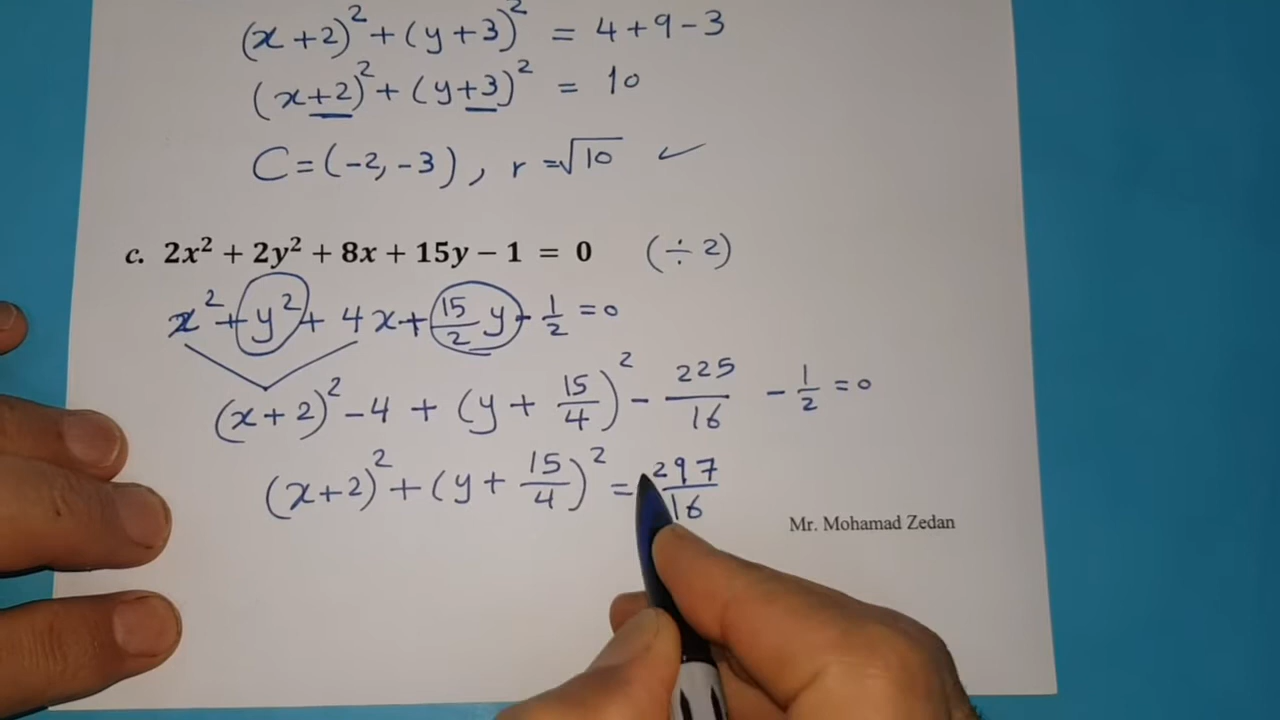 (x+2)² + (y+3)² = 4+9-3
(x+2)² + (y+3)² = 10
C=(-2,-3), r=√10 ✓
c. 2x² + 2y² + 8x + 15y − 1 = 0 (÷2)
x² + y² + 4x + 15/2 y - 1/2 = 0
(x+2)² - 4 + (y + 15/4)² - 225/16 - 1/2 = 0
(x+2)² + (y + 15/4)² = 297/16
Mr. Mohamad Zedan